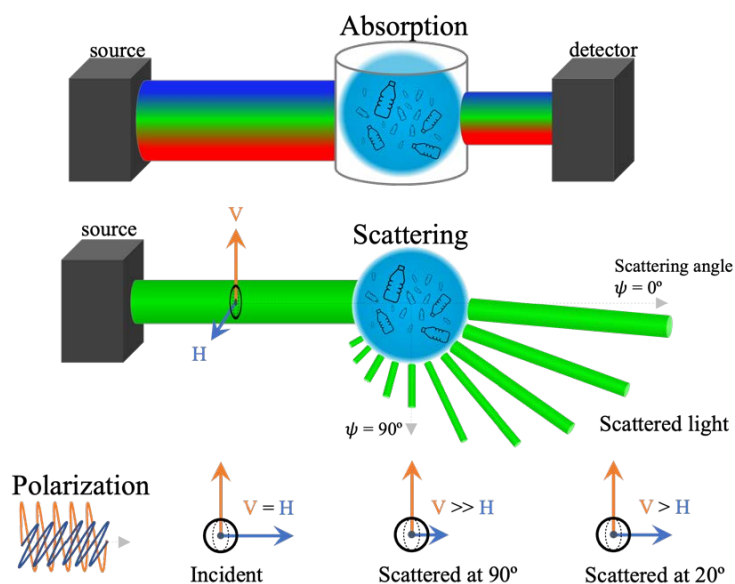 Absorption
source
detector
source
V
Scattering
Scattering angle
ψ = 0º
H
ψ = 90º
Scattered light
Polarization
V = H
V >> H
V > H
Incident
Scattered at 90º
Scattered at 20º